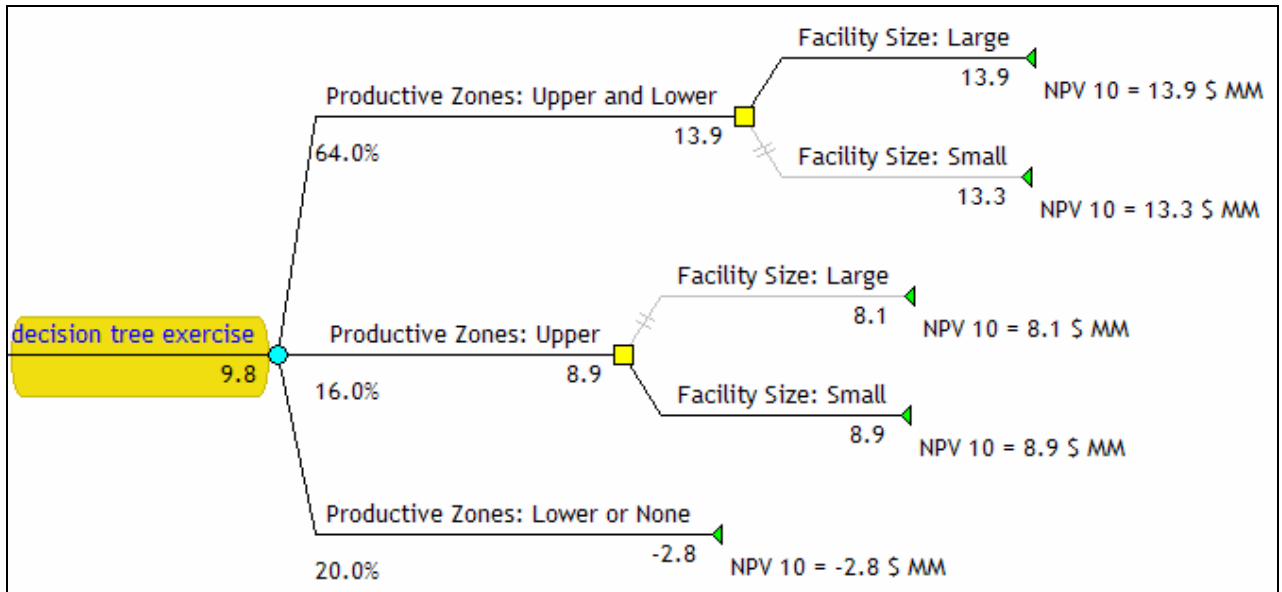 Facility Size: Large
13.9
NPV 10 = 13.9 $ MM
Productive Zones: Upper and Lower
13.9
64.0%
Facility Size: Small
13.3
NPV 10 = 13.3 $ MM
Facility Size: Large
8.1
NPV 10 = 8.1 $ MM
decision tree exercise
9.8
Productive Zones: Upper
8.9
16.0%
Facility Size: Small
8.9
NPV 10 = 8.9 $ MM
Productive Zones: Lower or None
-2.8
20.0%
NPV 10 = -2.8 $ MM